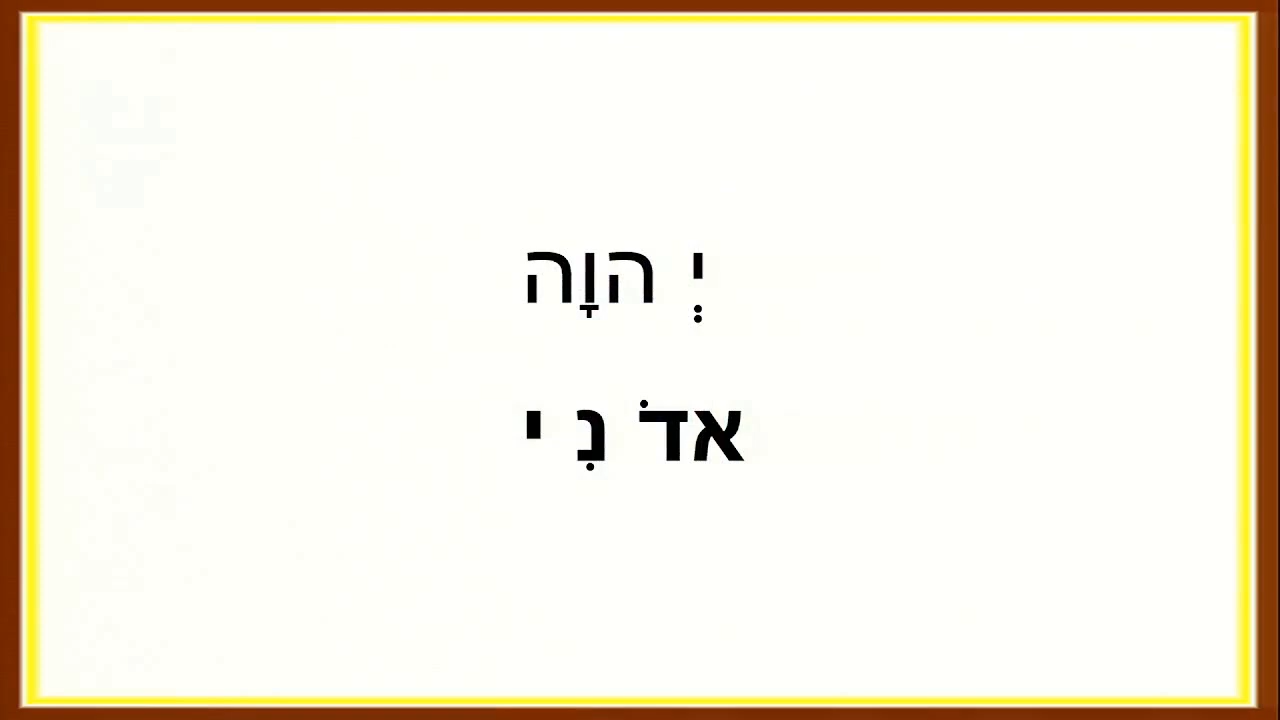 יְ הוָה
אדֹ נִ י